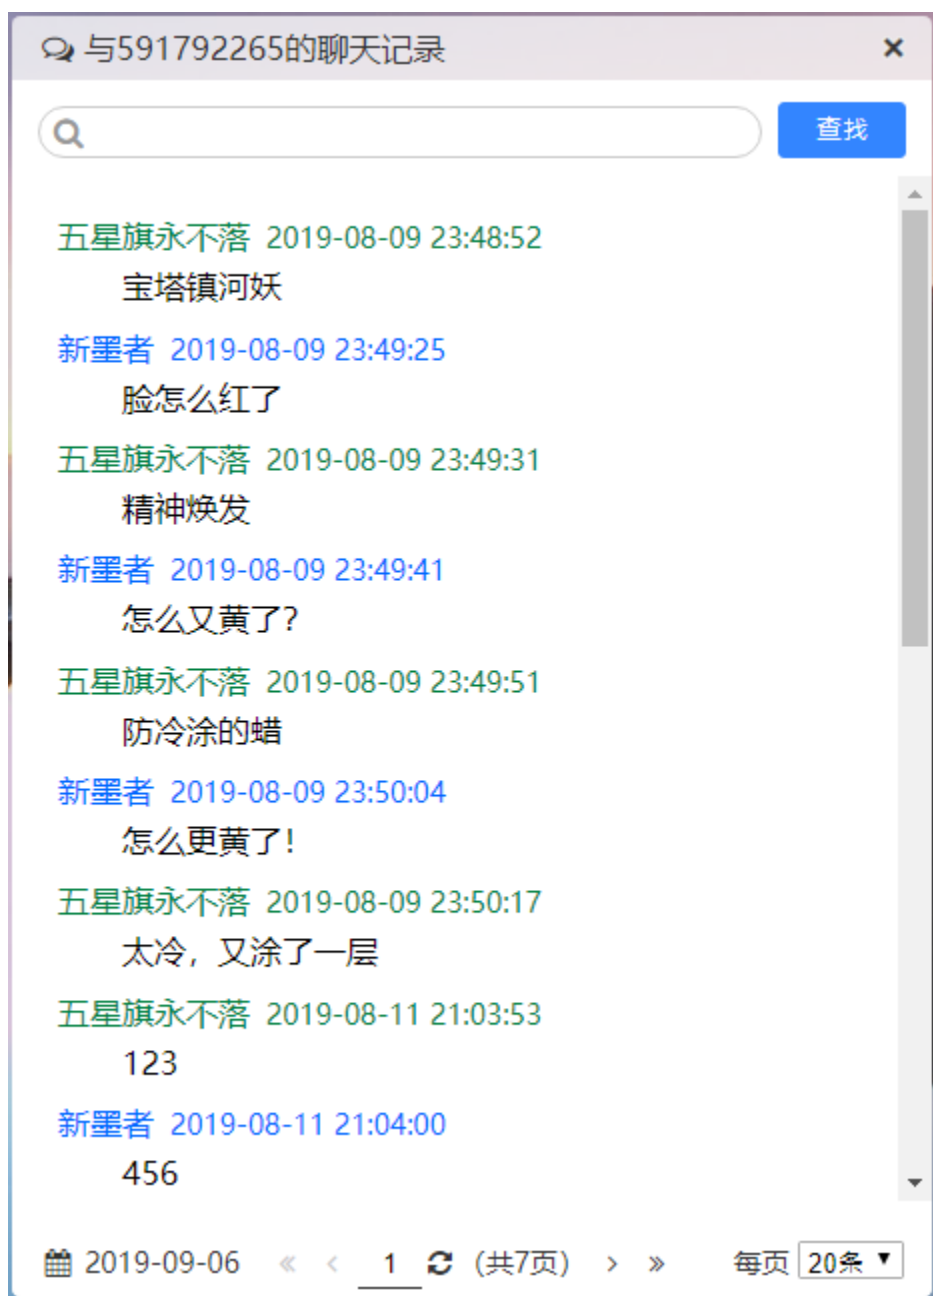 与591792265的聊天记录
查找
五星旗永不落 2019-08-09 23:48:52
宝塔镇河妖
新墨者 2019-08-09 23:49:25
脸怎么红了
五星旗永不落 2019-08-09 23:49:31
精神焕发
新墨者 2019-08-09 23:49:41
怎么又黄了?
五星旗永不落 2019-08-09 23:49:51
防冷涂的蜡
新墨者 2019-08-09 23:50:04
怎么更黄了!
五星旗永不落 2019-08-09 23:50:17
太冷，又涂了一层
五星旗永不落 2019-08-11 21:03:53
123
新墨者 2019-08-11 21:04:00
456
2019-09-06 « < 1 (共7页) > » 每页 20条